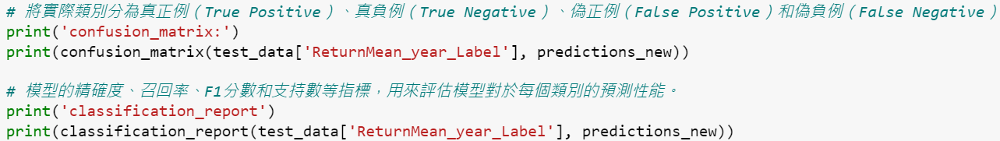 # 將實際類別分為真正例（True Positive）、真負例（True Negative）、偽正例（False Positive）和偽負例（False Negative）
print('confusion_matrix:')
print(confusion_matrix(test_data['ReturnMean_year_Label'], predictions_new))
# 模型的精確度、召回率、F1分數和支持數等指標，用來評估模型對於每個類別的預測性能。
print('classification_report')
print(classification_report(test_data['ReturnMean_year_Label'], predictions_new))